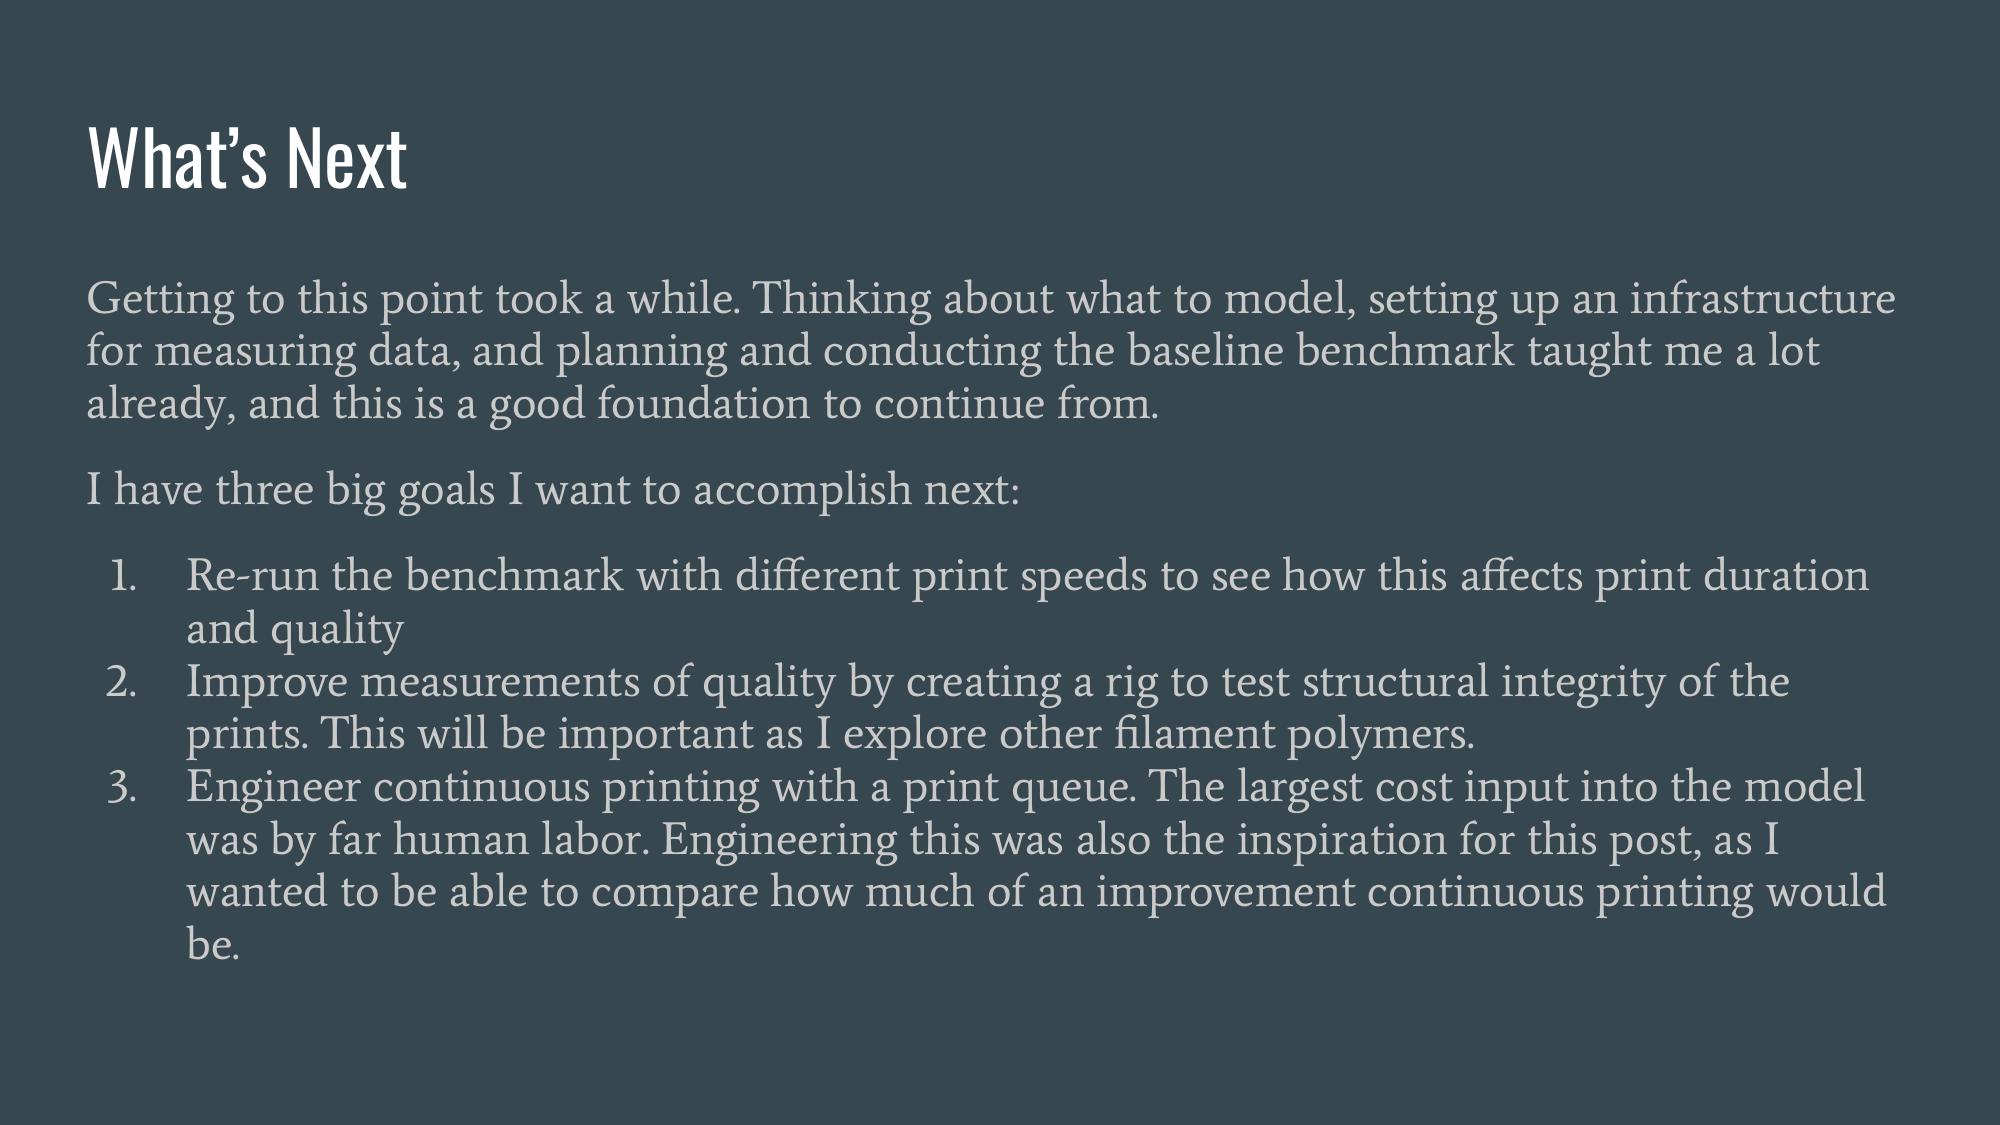 What’s Next
Getting to this point took a while. Thinking about what to model, setting up an infrastructure
for measuring data, and planning and conducting the baseline benchmark taught me a lot
already, and this is a good foundation to continue from.
I have three big goals I want to accomplish next:
1. Re-run the benchmark with different print speeds to see how this affects print duration
and quality
2. Improve measurements of quality by creating a rig to test structural integrity of the
prints. This will be important as I explore other filament polymers.
3. Engineer continuous printing with a print queue. The largest cost input into the model
was by far human labor. Engineering this was also the inspiration for this post, as I
wanted to be able to compare how much of an improvement continuous printing would
be.